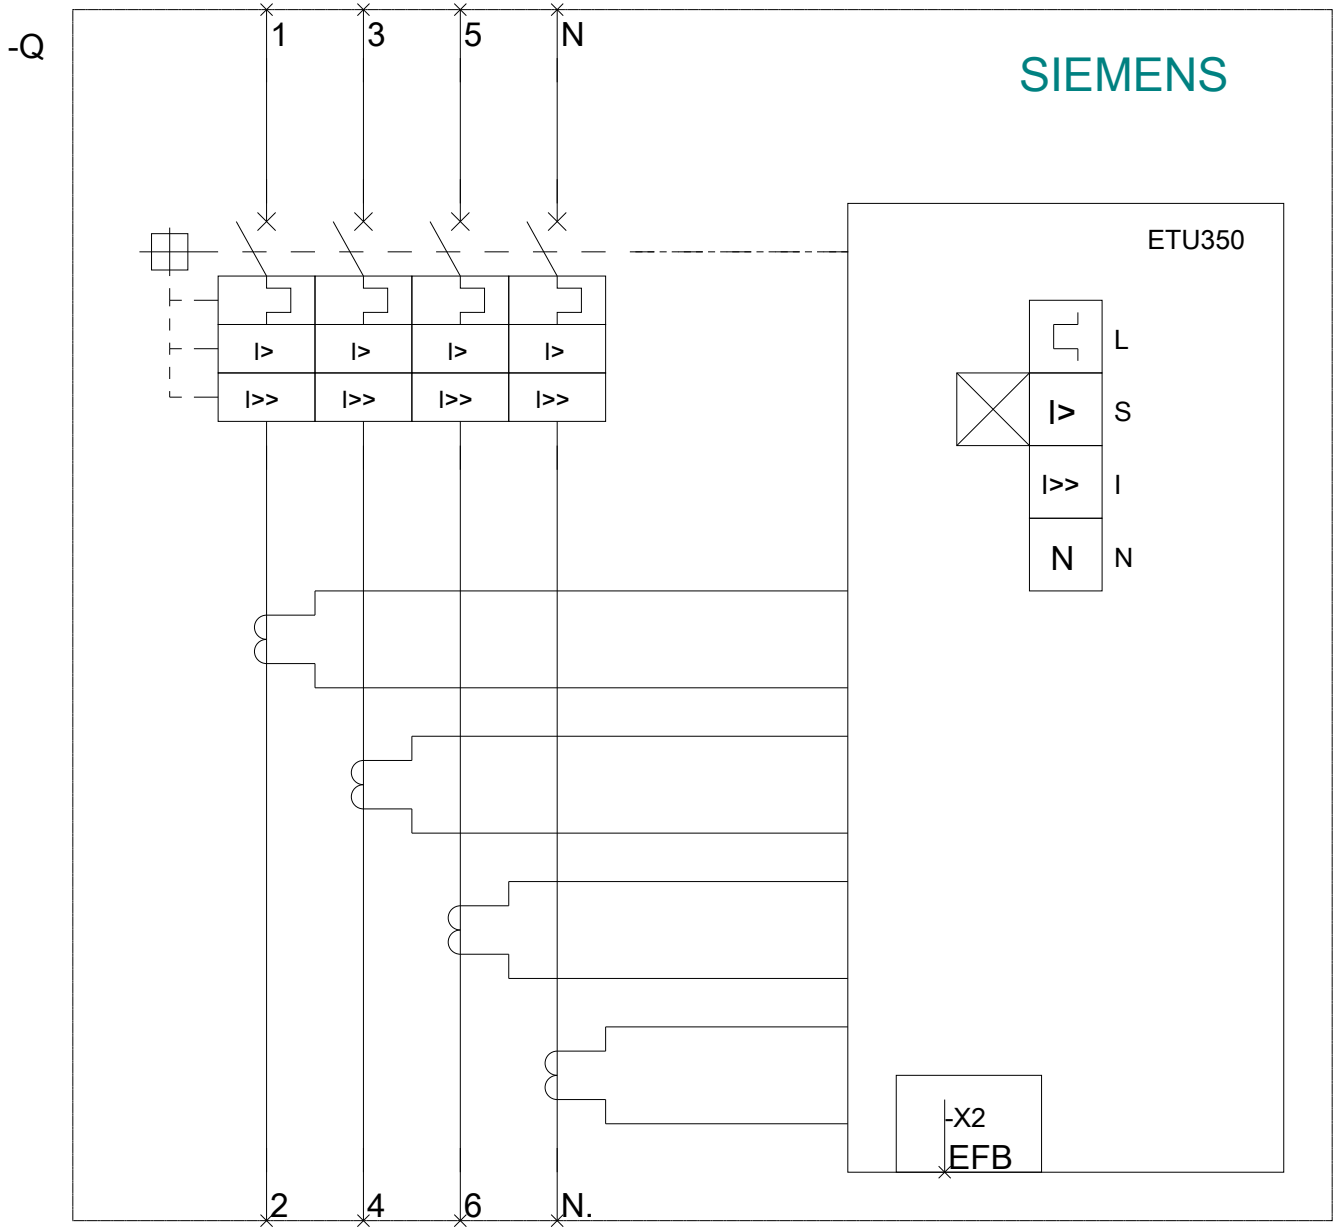 1 3 5 N
-Q
SIEMENS
ETU350
L
I> I> I> I>
I>> I>> I>> I>>
I> S
I>> I
N N
-X2
EFB
2 4 6 N.